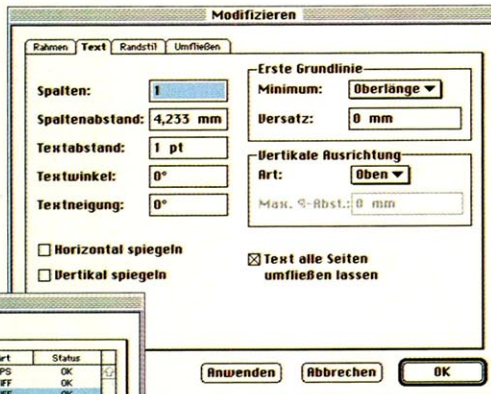 Modifizieren
Rahmen Text Randstil Umfließen
Spalten: 1
Spaltenabstand: 4,233 mm
Textabstand: 1 pt
Textwinkel: 0°
Textneigung: 0°
Horizontal spiegeln
Vertikal spiegeln
Erste Grundlinie
Minimum: Oberlänge
Versatz: 0 mm
Vertikale Ausrichtung
Art: Oben
Max. ¶-Abst.: 0 mm
Text alle Seiten
umfließen lassen
Anwenden Abbrechen OK
Status
OK
OK